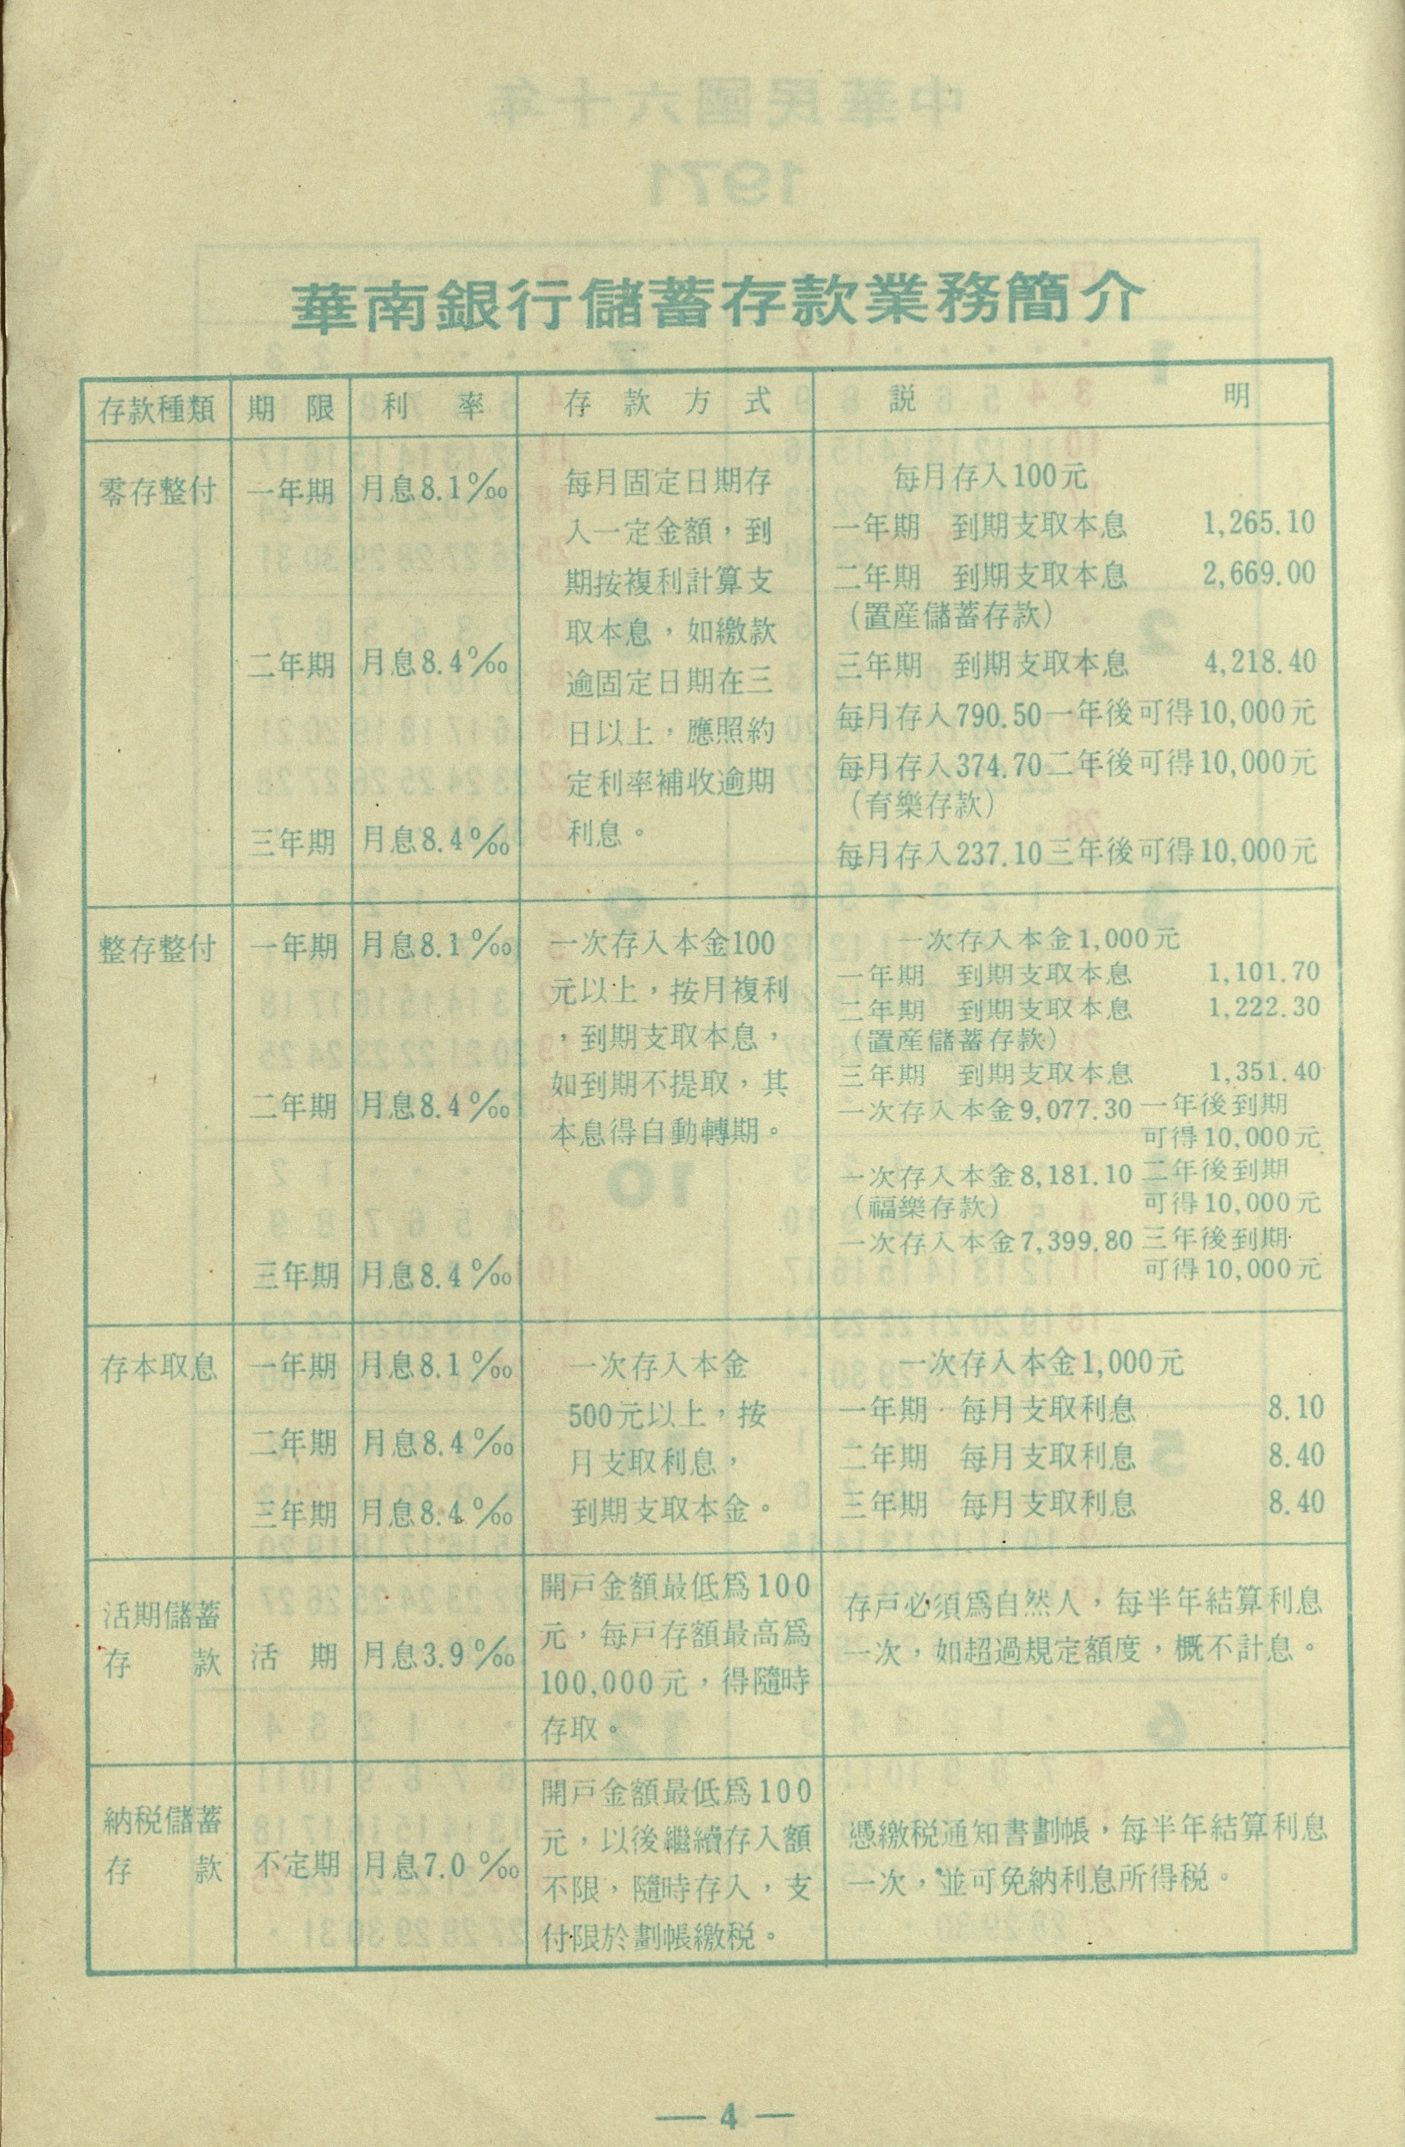 華南銀行儲蓄存款業務簡介
存款種類 期限 利率 存款方式 説明
零存整付
一年期 月息8.1‰
二年期 月息8.4‰
三年期 月息8.4‰
每月固定日期存
入一定金額，到
期按複利計算支
取本息，如繳款
逾固定日期在三
日以上，應照約
定利率補收逾期
利息。
每月存入100元
一年期 到期支取本息 1,265.10
二年期 到期支取本息 2,669.00
（置産儲蓄存款）
三年期 到期支取本息 4,218.40
每月存入790.50一年後可得10,000元
每月存入374.70二年後可得10,000元
（育樂存款）
每月存入237.10三年後可得10,000元
整存整付
一年期 月息8.1‰
二年期 月息8.4‰
三年期 月息8.4‰
一次存入本金100
元以上，按月複利
，到期支取本息，
如到期不提取，其
本息得自動轉期。
一次存入本金1,000元
一年期 到期支取本息 1,101.70
二年期 到期支取本息 1,222.30
（置産儲蓄存款）
三年期 到期支取本息 1,351.40
一次存入本金9,077.30 一年後到期
可得10,000元
一次存入本金8,181.10 二年後到期
（福樂存款） 可得10,000元
一次存入本金7,399.80 三年後到期
可得10,000元
存本取息
一年期 月息8.1‰
二年期 月息8.4‰
三年期 月息8.4‰
一次存入本金
500元以上，按
月支取利息，
到期支取本金。
一次存入本金1,000元
一年期 每月支取利息 8.10
二年期 每月支取利息 8.40
三年期 每月支取利息 8.40
活期儲蓄
存款
活期 月息3.9‰
開戸金額最低爲100
元，每戸存額最高爲
100,000元，得隨時
存取。
存戸必須爲自然人，每半年結算利息
一次，如超過規定額度，概不計息。
納税儲蓄
存款
不定期 月息7.0‰
開戸金額最低爲100
元，以後繼續存入額
不限，隨時存入，支
付限於劃帳繳税。
憑繳税通知書劃帳，每半年結算利息
一次，並可免納利息所得税。
— 4 —